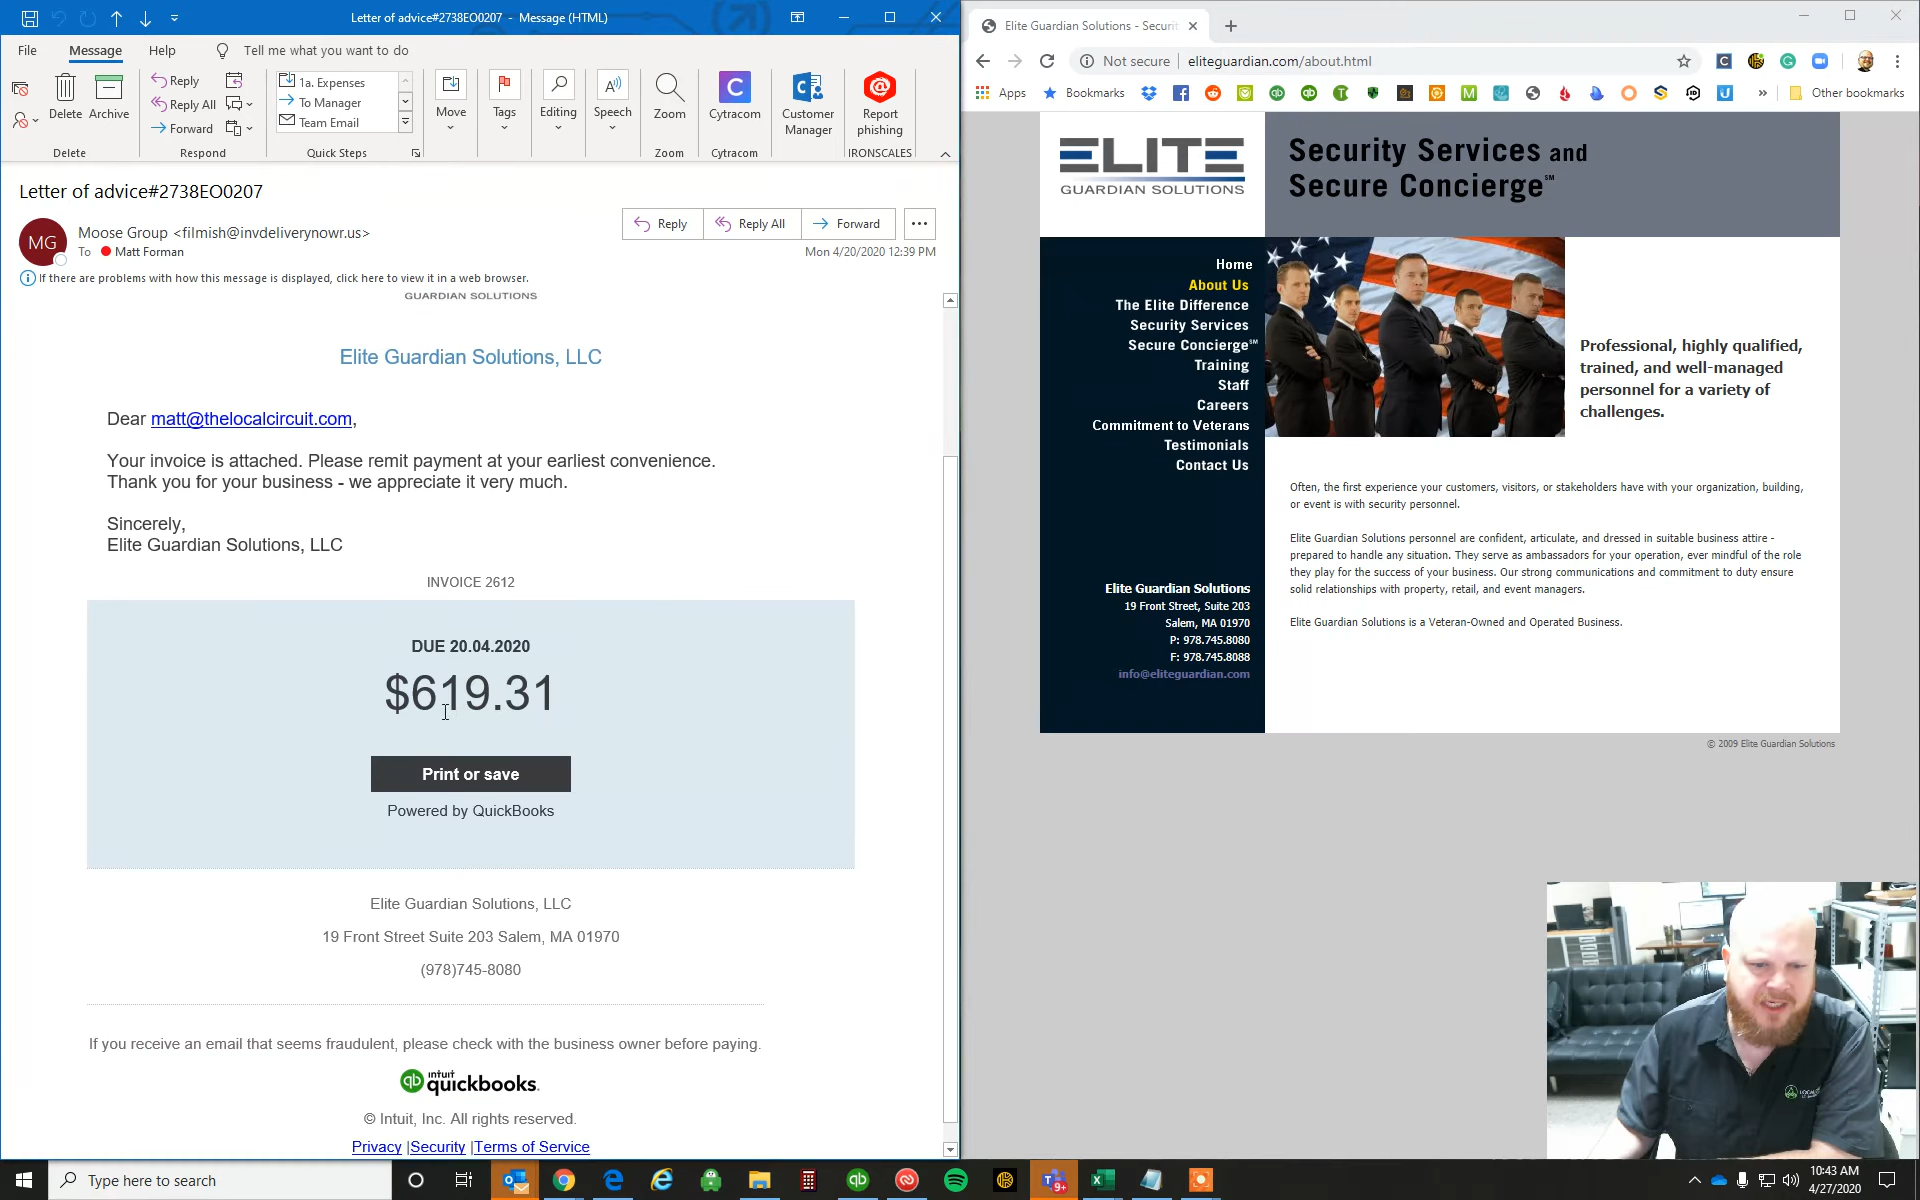 Letter of advice#2738EO0207 - Message (HTML)
File Message Help Tell me what you want to do
Delete
Archive
Reply
Reply All
Forward
1a. Expenses
To Manager
Team Email
Move
Tags
Editing
Speech
Zoom
Cytracom
Customer
Manager
Report
phishing
Delete
Respond
Quick Steps
Zoom
Cytracom
IRONSCALES
Letter of advice#2738EO0207
MG
Moose Group <filmish@invdeliverynowr.us>
To Matt Forman
Reply
Reply All
Forward
Mon 4/20/2020 12:39 PM
If there are problems with how this message is displayed, click here to view it in a web browser.
GUARDIAN SOLUTIONS
Elite Guardian Solutions, LLC
Dear matt@thelocalcircuit.com,
Your invoice is attached. Please remit payment at your earliest convenience.
Thank you for your business - we appreciate it very much.
Sincerely,
Elite Guardian Solutions, LLC
INVOICE 2612
DUE 20.04.2020
$619.31
Print or save
Powered by QuickBooks
Elite Guardian Solutions, LLC
19 Front Street Suite 203 Salem, MA 01970
(978)745-8080
If you receive an email that seems fraudulent, please check with the business owner before paying.
intuit
quickbooks.
© Intuit, Inc. All rights reserved.
Privacy |Security |Terms of Service
Elite Guardian Solutions - Securit
Not secure | eliteguardian.com/about.html
Apps
Bookmarks
»
Other bookmarks
ELITE
GUARDIAN SOLUTIONS
Security Services and
Secure Concierge℠
Home
About Us
The Elite Difference
Security Services
Secure Concierge℠
Training
Staff
Careers
Commitment to Veterans
Testimonials
Contact Us
Elite Guardian Solutions
19 Front Street, Suite 203
Salem, MA 01970
P: 978.745.8080
F: 978.745.8088
info@eliteguardian.com
Professional, highly qualified,
trained, and well-managed
personnel for a variety of
challenges.
Often, the first experience your customers, visitors, or stakeholders have with your organization, building,
or event is with security personnel.
Elite Guardian Solutions personnel are confident, articulate, and dressed in suitable business attire -
prepared to handle any situation. They serve as ambassadors for your operation, ever mindful of the role
they play for the success of your business. Our strong communications and commitment to duty ensure
solid relationships with property, retail, and event managers.
Elite Guardian Solutions is a Veteran-Owned and Operated Business.
© 2009 Elite Guardian Solutions
Type here to search
10:43 AM
4/27/2020